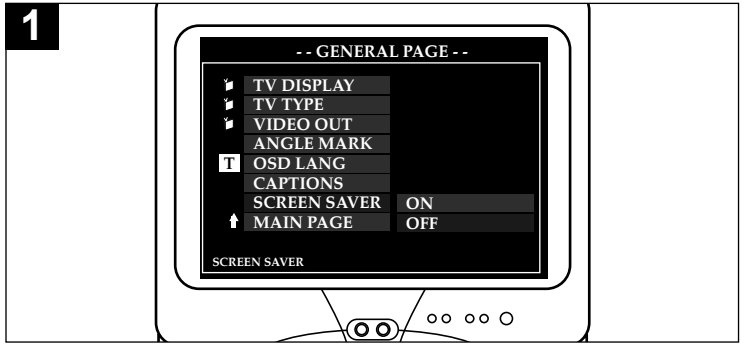 1
- - GENERAL PAGE - -
TV DISPLAY
TV TYPE
VIDEO OUT
ANGLE MARK
T OSD LANG
CAPTIONS
SCREEN SAVER ON
MAIN PAGE OFF
SCREEN SAVER